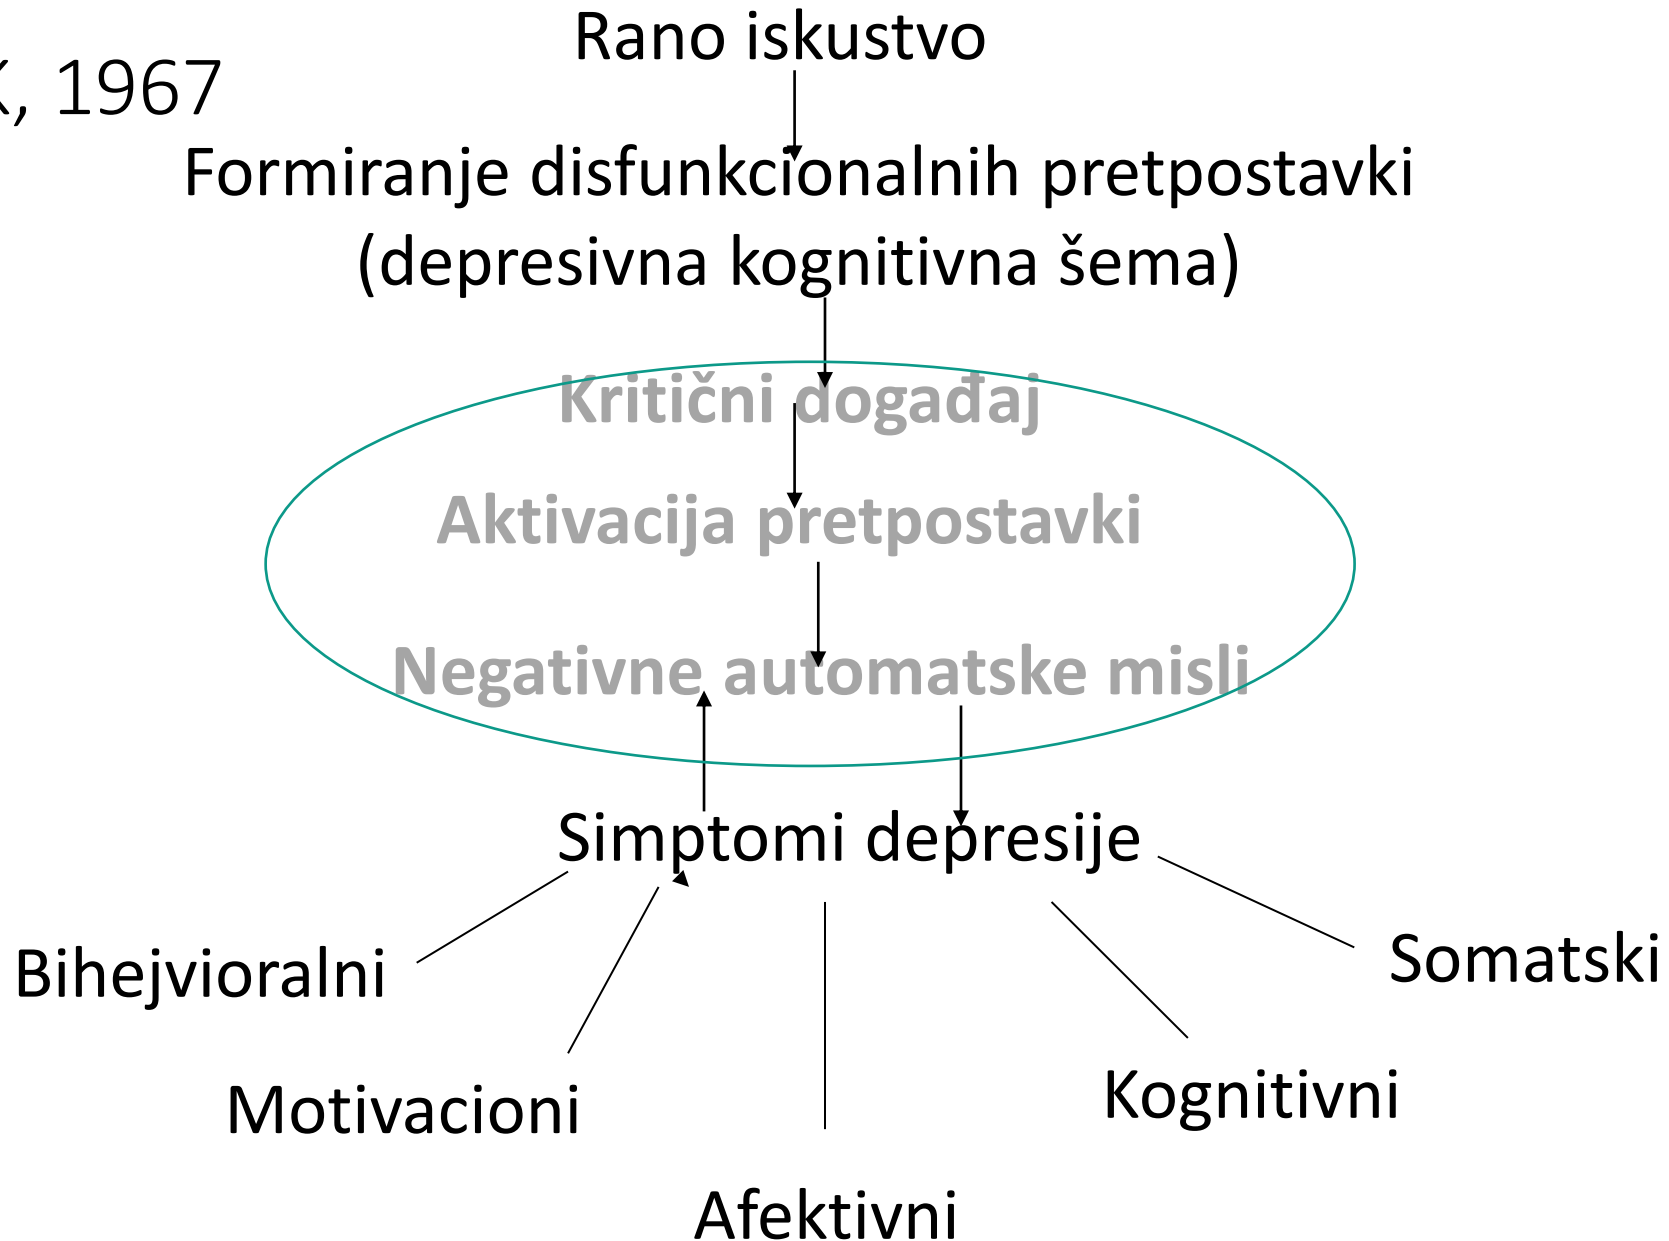 Rano iskustvo
, 1967
Formiranje disfunkcionalnih pretpostavki
(depresivna kognitivna šema)
Kritični događaj
Aktivacija pretpostavki
Negativne automatske misli
Simptomi depresije
Bihejvioralni
Somatski
Motivacioni
Kognitivni
Afektivni